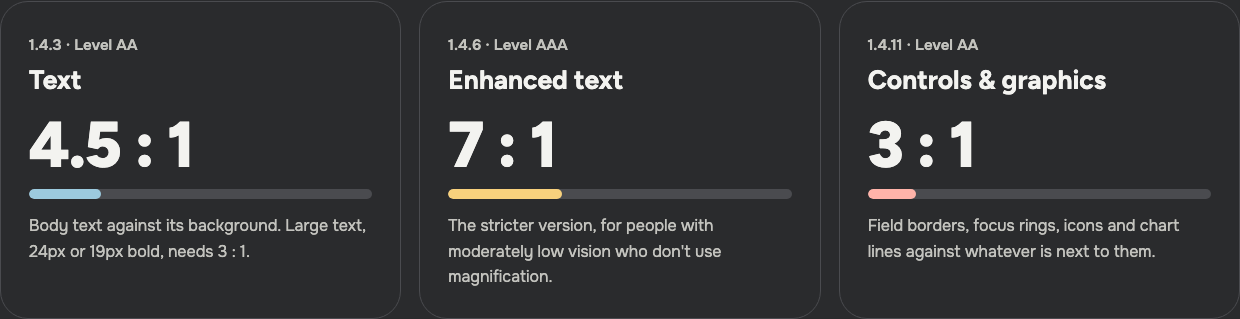 1.4.3 · Level AA
Text
4.5 : 1
Body text against its background. Large text,
24px or 19px bold, needs 3 : 1.
1.4.6 · Level AAA
Enhanced text
7 : 1
The stricter version, for people with
moderately low vision who don't use
magnification.
1.4.11 · Level AA
Controls & graphics
3 : 1
Field borders, focus rings, icons and chart
lines against whatever is next to them.